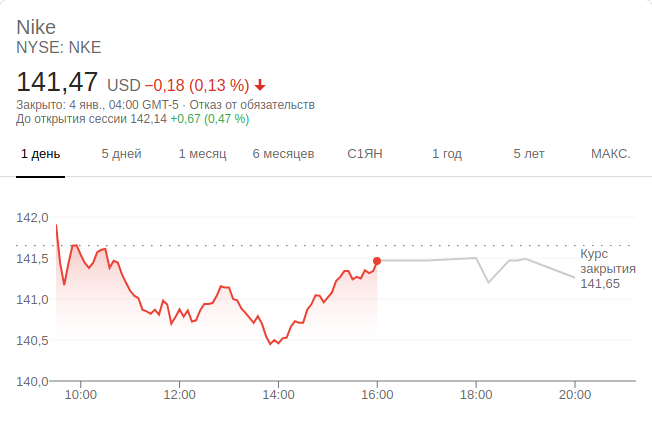 Nike
NYSE: NKE
141,47 USD −0,18 (0,13 %)
Закрыто: 4 янв., 04:00 GMT-5 · Отказ от обязательств
До открытия сессии 142,14 +0,67 (0,47 %)
1 день 5 дней 1 месяц 6 месяцев С1ЯН 1 год 5 лет МАКС.
142,0
141,5
141,0
140,5
140,0
Курс
закрытия
141,65
10:00 12:00 14:00 16:00 18:00 20:00